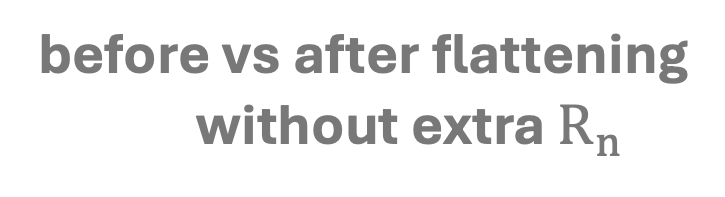 before vs after flattening
without extra Rₙ